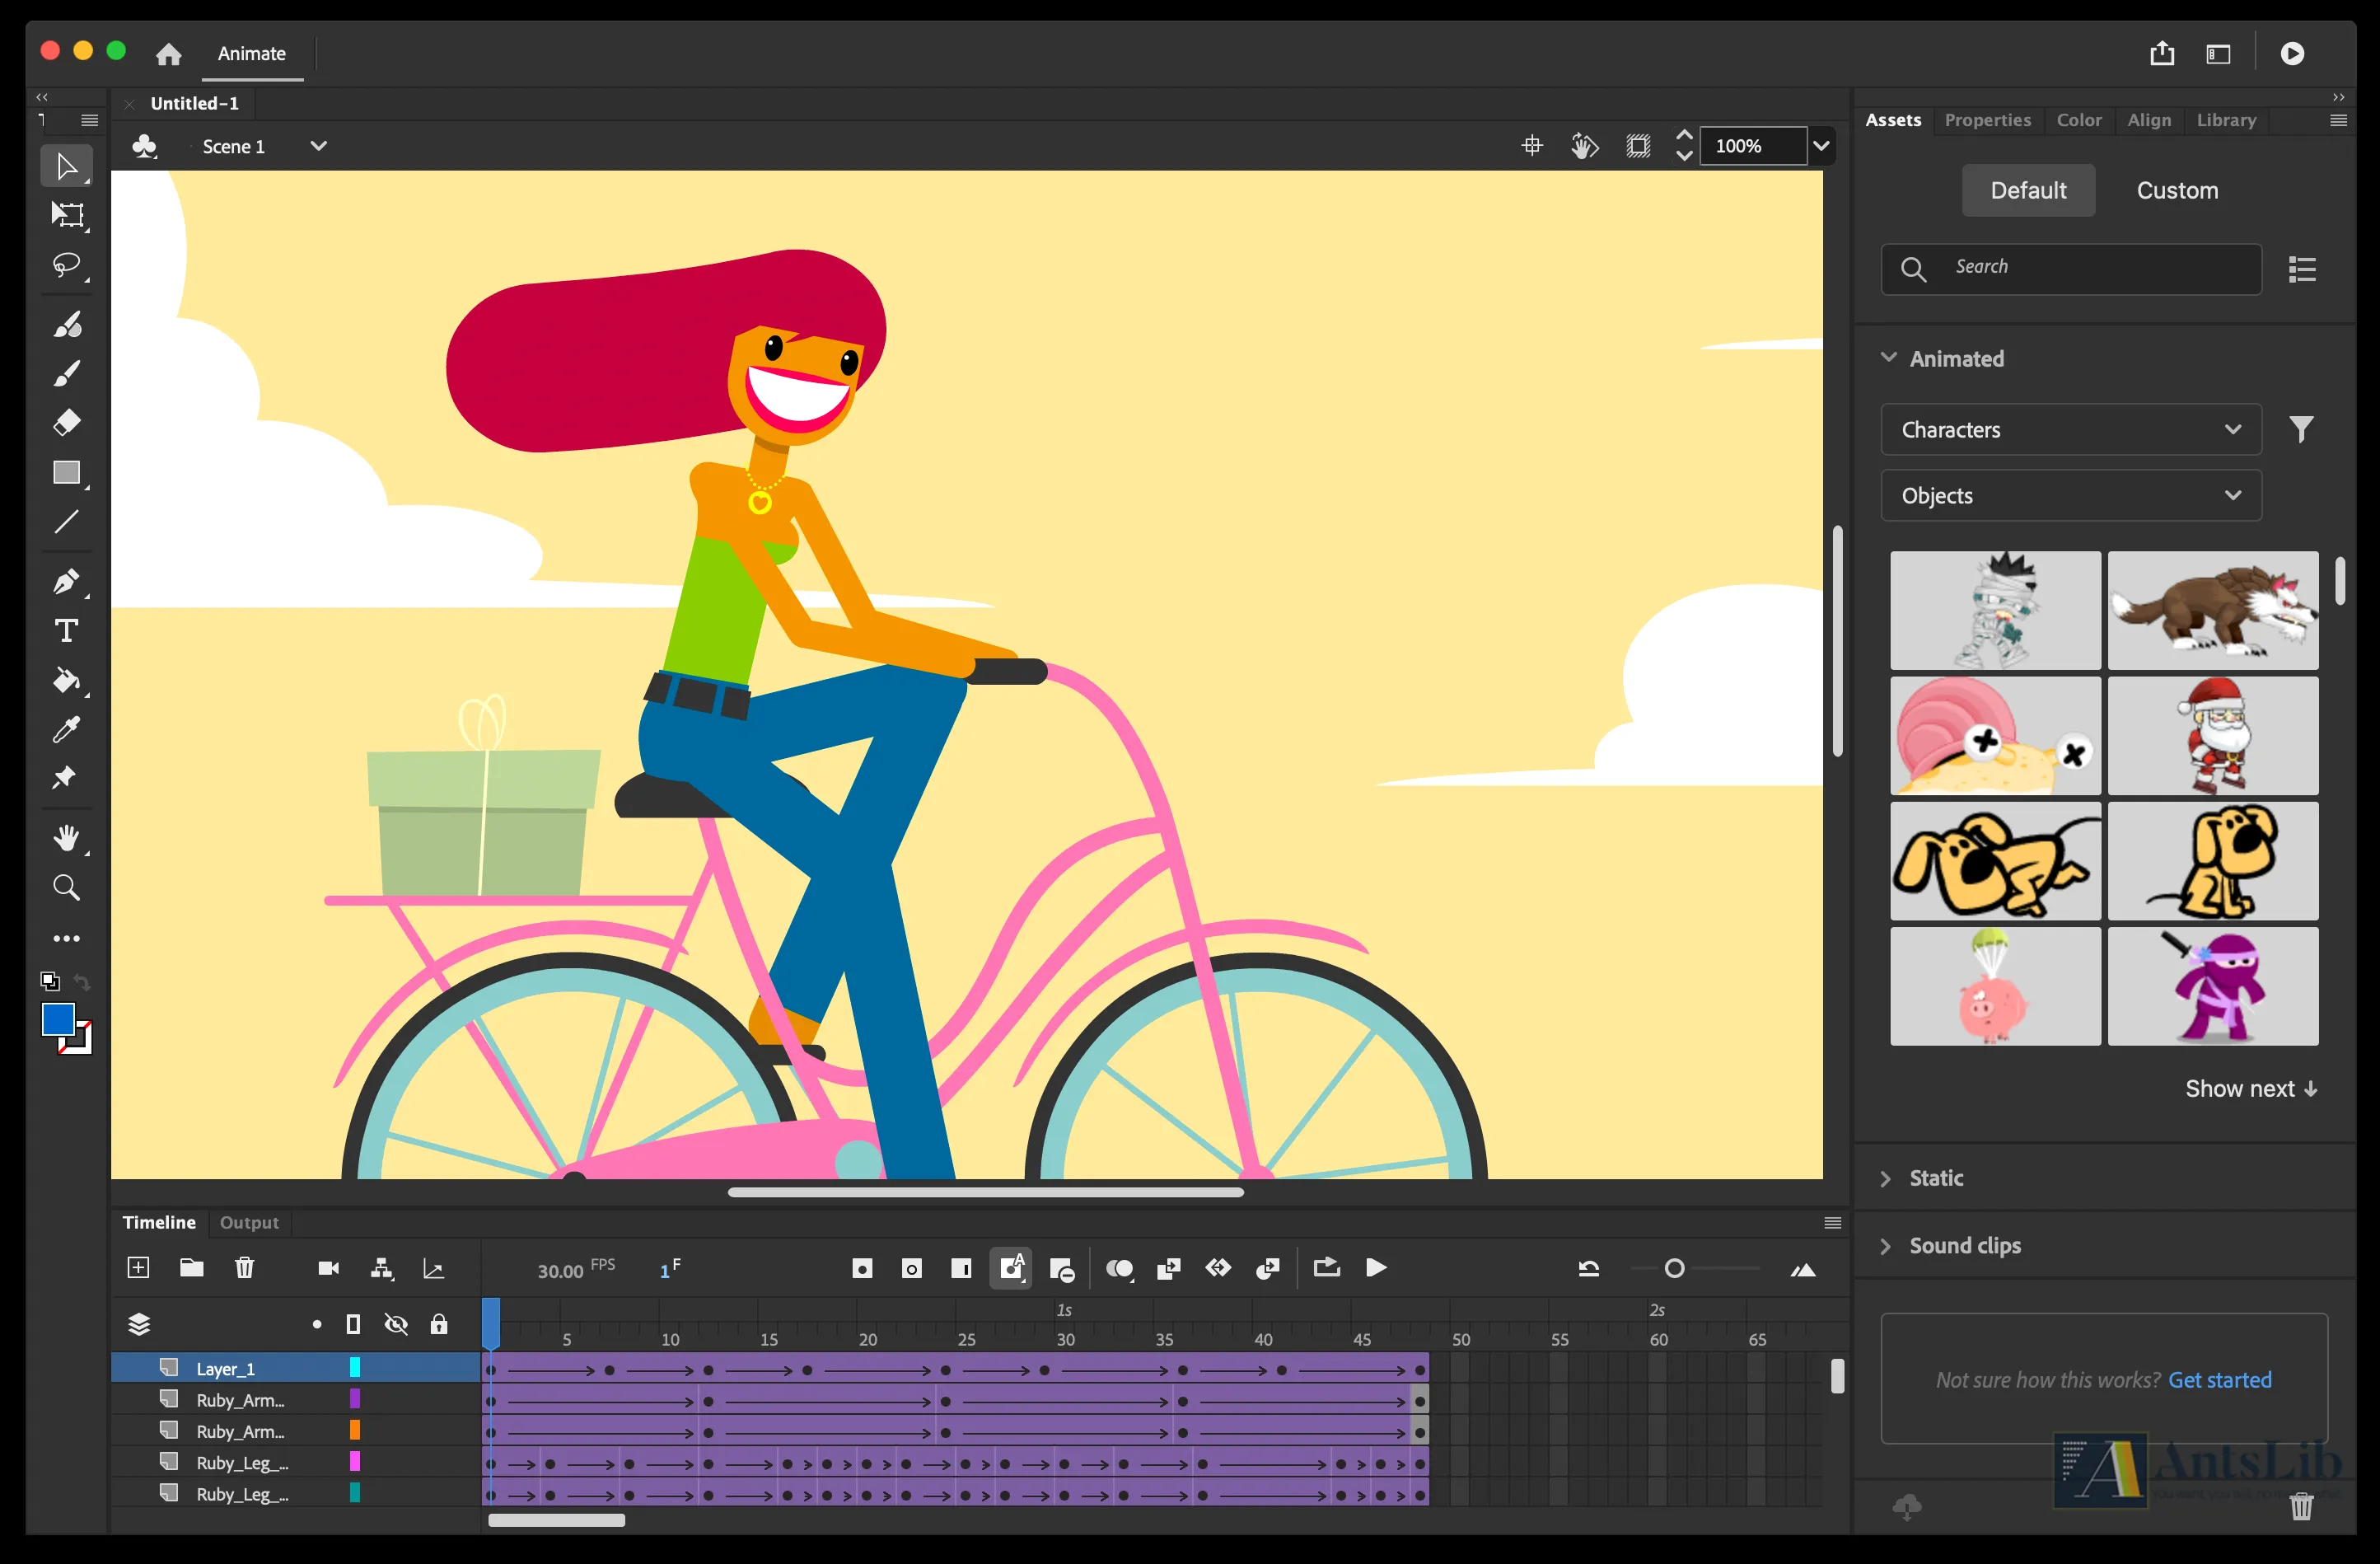 Animate
Untitled-1
Scene 1
100%
Assets Properties Color Align Library
Default Custom
Search
Animated
Characters
Objects
Show next
Static
Sound clips
Not sure how this works? Get started
AntsLib
Timeline Output
30.00 FPS 1 F
1s 2s
5 10 15 20 25 30 35 40 45 50 55 60 65
Layer_1
Ruby_Arm...
Ruby_Arm...
Ruby_Leg_...
Ruby_Leg_...